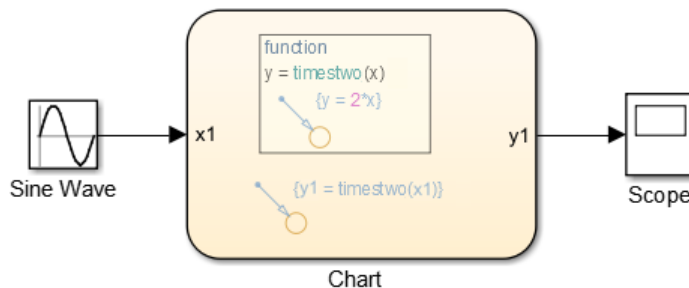 function
y = timestwo(x)
{y = 2*x}
x1
y1
{y1 = timestwo(x1)}
Sine Wave
Scope
Chart